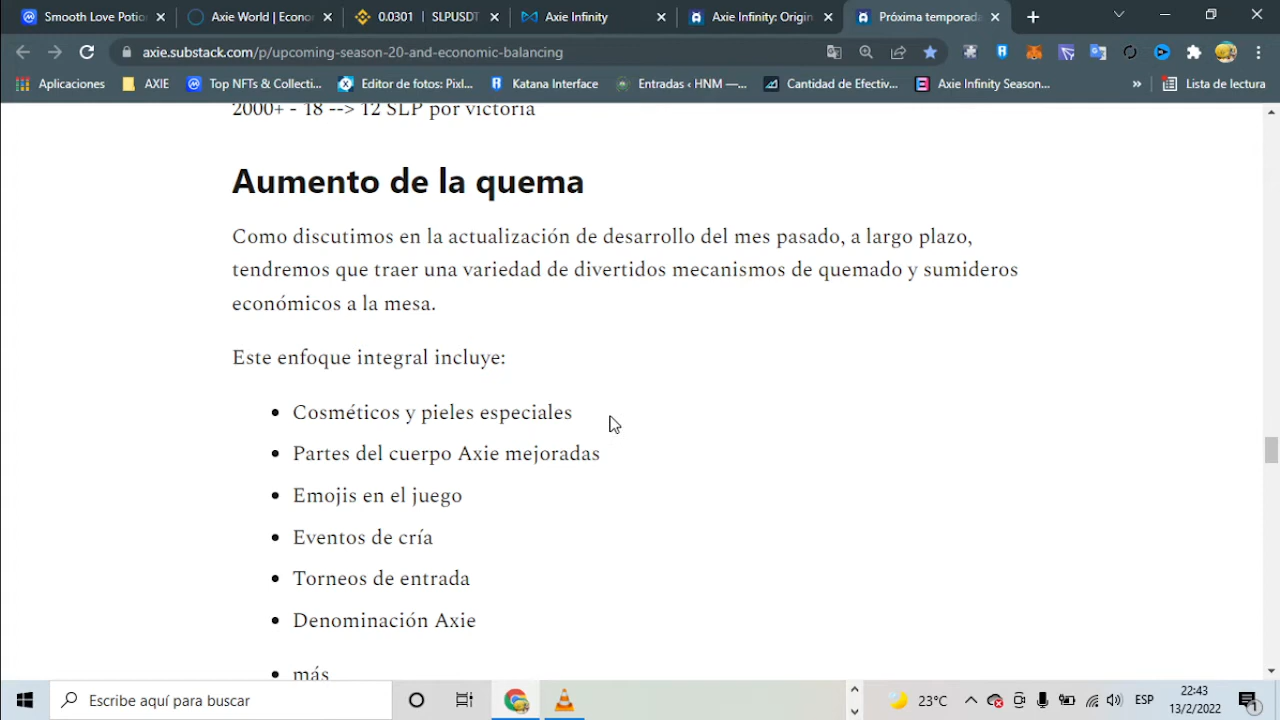 Smooth Love Potio
Axie World | Econo
0.0301 | SLPUSDT
Axie Infinity
Axie Infinity: Origin
Próxima temporada
axie.substack.com/p/upcoming-season-20-and-economic-balancing
Aplicaciones
AXIE
Top NFTs & Collecti...
Editor de fotos: Pixl...
Katana Interface
Entradas ‹ HNM —...
Cantidad de Efectiv...
Axie Infinity Season...
»
Lista de lectura
2000+ - 18 --> 12 SLP por victoria
Aumento de la quema
Como discutimos en la actualización de desarrollo del mes pasado, a largo plazo,
tendremos que traer una variedad de divertidos mecanismos de quemado y sumideros
económicos a la mesa.
Este enfoque integral incluye:
• Cosméticos y pieles especiales
• Partes del cuerpo Axie mejoradas
• Emojis en el juego
• Eventos de cría
• Torneos de entrada
• Denominación Axie
• más
Escribe aquí para buscar
23°C
ESP
22:43
13/2/2022
1